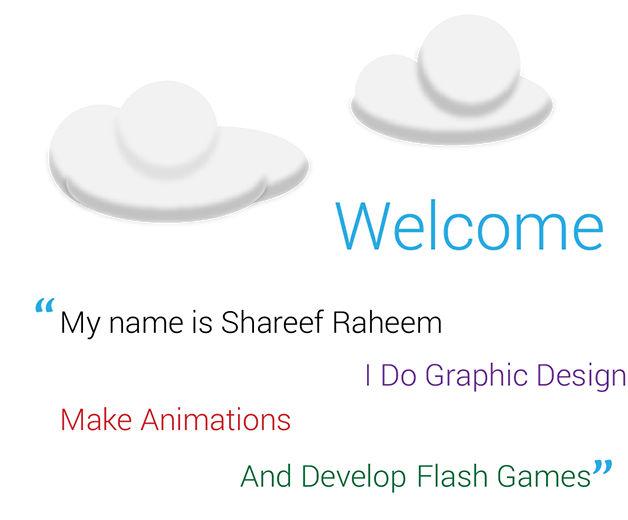 Welcome
“My name is Shareef Raheem
I Do Graphic Design
Make Animations
And Develop Flash Games”